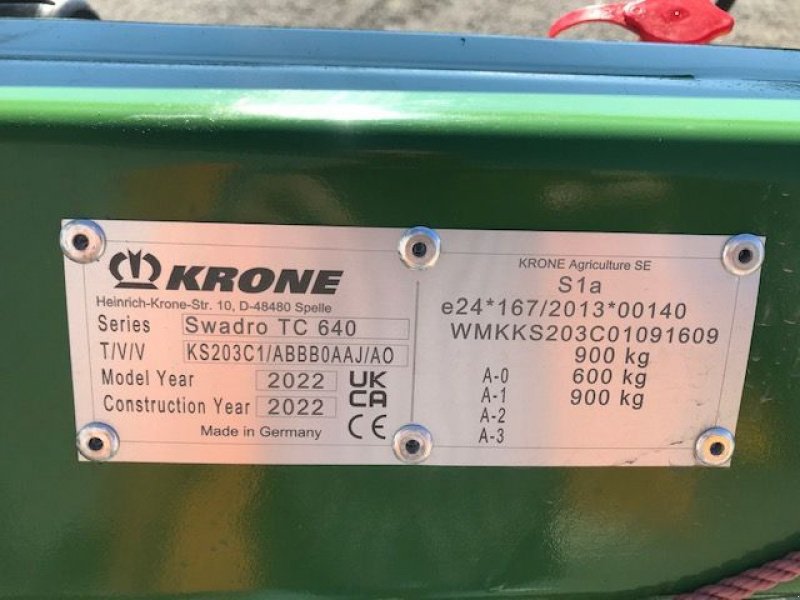 KRONE
Heinrich-Krone-Str. 10, D-48480 Spelle
Series Swadro TC 640
T/V/V KS203C1/ABBB0AAJ/AO
Model Year 2022 UK
Construction Year 2022 CA
Made in Germany CE
KRONE Agriculture SE
S1a
e24*167/2013*00140
WMKKS203C01091609
900 kg
A-0 600 kg
A-1 900 kg
A-2
A-3